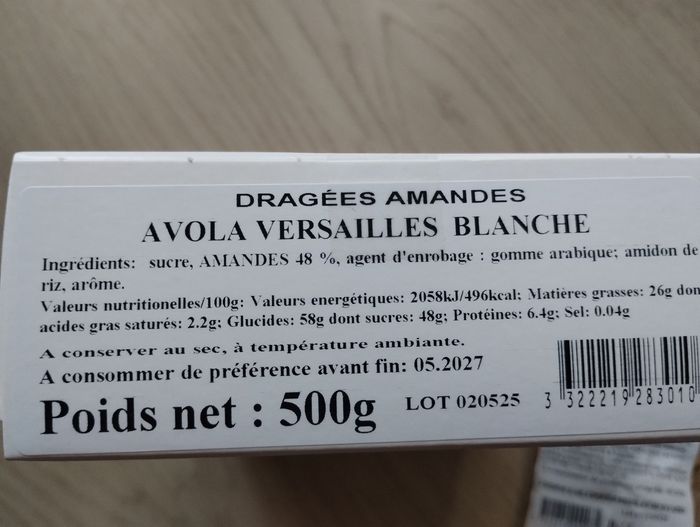 DRAGÉES AMANDES
AVOLA VERSAILLES BLANCHE
Ingrédients: sucre, AMANDES 48 %, agent d'enrobage : gomme arabique; amidon de
riz, arôme.
Valeurs nutritionelles/100g: Valeurs energétiques: 2058kJ/496kcal; Matières grasses: 26g don
acides gras saturés: 2.2g; Glucides: 58g dont sucres: 48g; Protéines: 6.4g; Sel: 0.04g
A conserver au sec, à température ambiante.
A consommer de préférence avant fin: 05.2027
Poids net : 500g LOT 020525
3 322219 283010